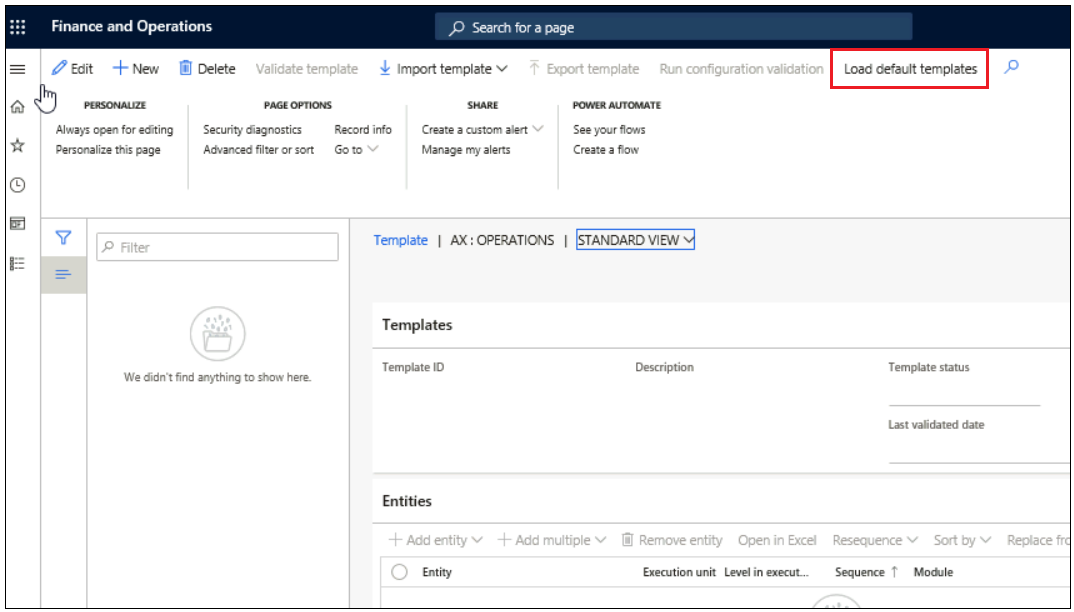 Finance and Operations
Search for a page
Edit New Delete Validate template Import template Export template Run configuration validation Load default templates
PERSONALIZE PAGE OPTIONS SHARE POWER AUTOMATE
Always open for editing Security diagnostics Record info Create a custom alert See your flows
Personalize this page Advanced filter or sort Go to Manage my alerts Create a flow
Filter
Template | AX : OPERATIONS | STANDARD VIEW
We didn't find anything to show here.
Templates
Template ID Description Template status
Last validated date
Entities
Add entity Add multiple Remove entity Open in Excel Resequence Sort by Replace fro
Entity Execution unit Level in execut... Sequence Module